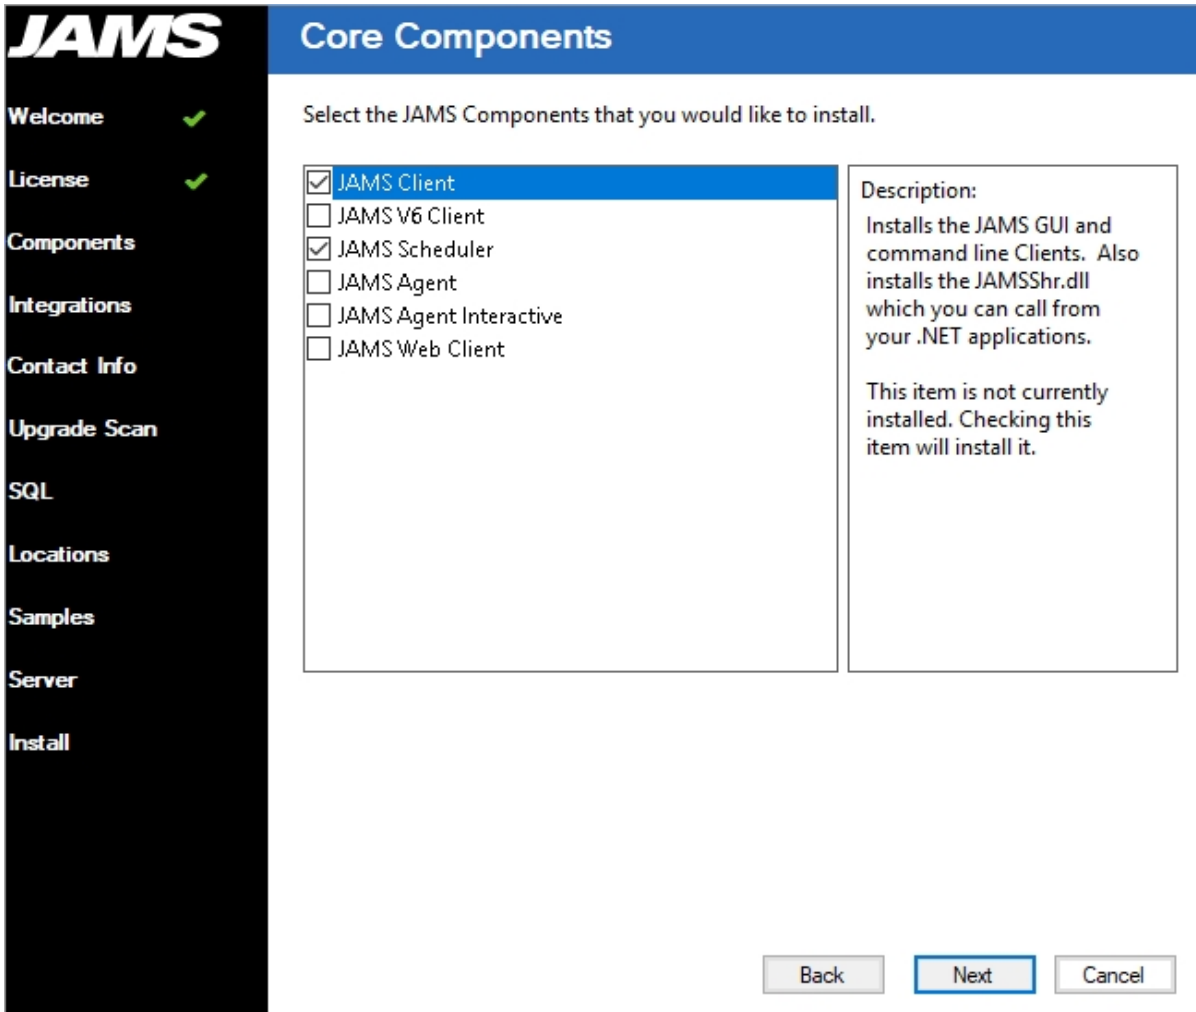 JAMS
Welcome
License
Components
Integrations
Contact Info
Upgrade Scan
SQL
Locations
Samples
Server
Install
Core Components
Select the JAMS Components that you would like to install.
JAMS Client
JAMS V6 Client
JAMS Scheduler
JAMS Agent
JAMS Agent Interactive
JAMS Web Client
Description:
Installs the JAMS GUI and
command line Clients.  Also
installs the JAMSShr.dll
which you can call from
your .NET applications.
This item is not currently
installed. Checking this
item will install it.
Back
Next
Cancel